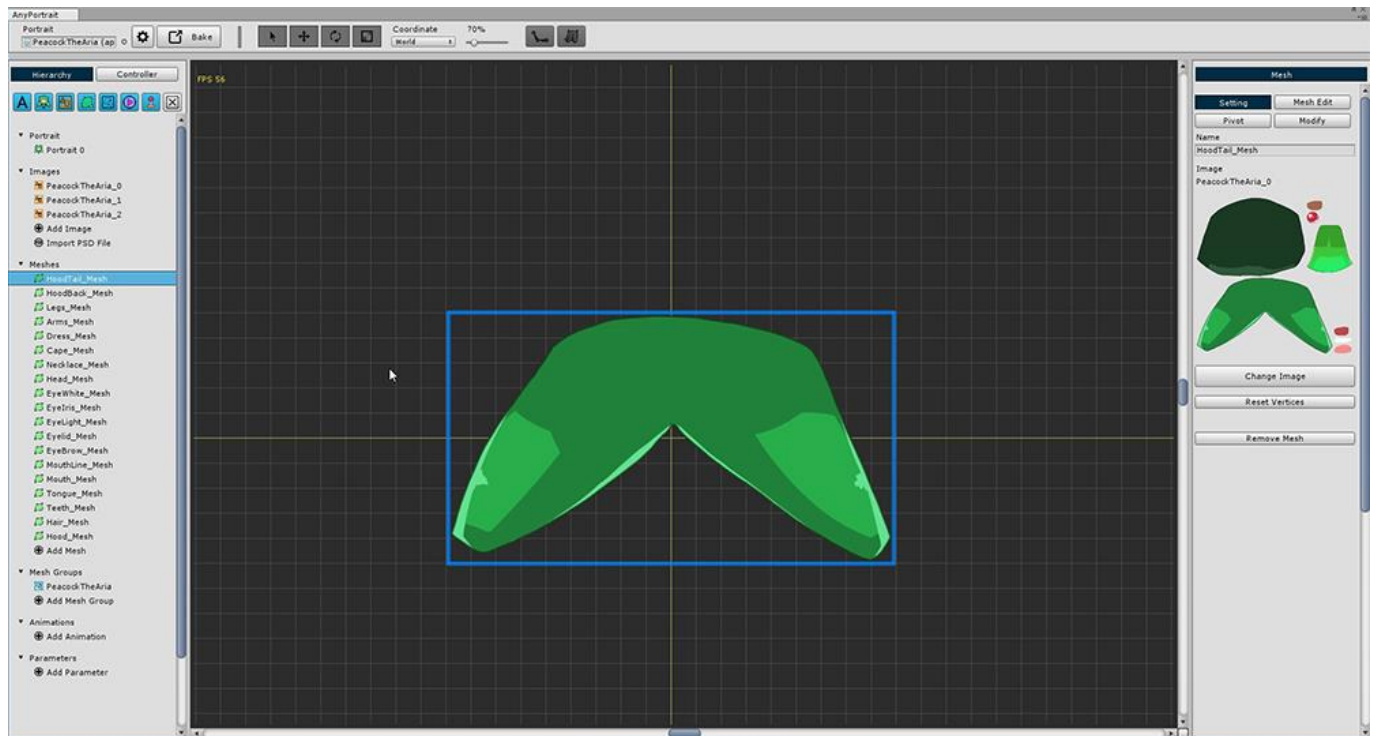 AnyPortrait
Portrait
PeacockTheAria (ap
Bake
Coordinate
World
70%
Hierarchy
Controller
A
Portrait
Portrait 0
Images
PeacockTheAria_0
PeacockTheAria_1
PeacockTheAria_2
Add Image
Import PSD File
Meshes
HoodTail_Mesh
HoodBack_Mesh
Legs_Mesh
Arms_Mesh
Dress_Mesh
Cape_Mesh
Necklace_Mesh
Head_Mesh
EyeWhite_Mesh
EyeIris_Mesh
EyeLight_Mesh
Eyelid_Mesh
EyeBrow_Mesh
MouthLine_Mesh
Mouth_Mesh
Tongue_Mesh
Teeth_Mesh
Hair_Mesh
Hood_Mesh
Add Mesh
Mesh Groups
PeacockTheAria
Add Mesh Group
Animations
Add Animation
Parameters
Add Parameter
FPS 56
Mesh
Setting
Mesh Edit
Pivot
Modify
Name
HoodTail_Mesh
Image
PeacockTheAria_0
Change Image
Reset Vertices
Remove Mesh